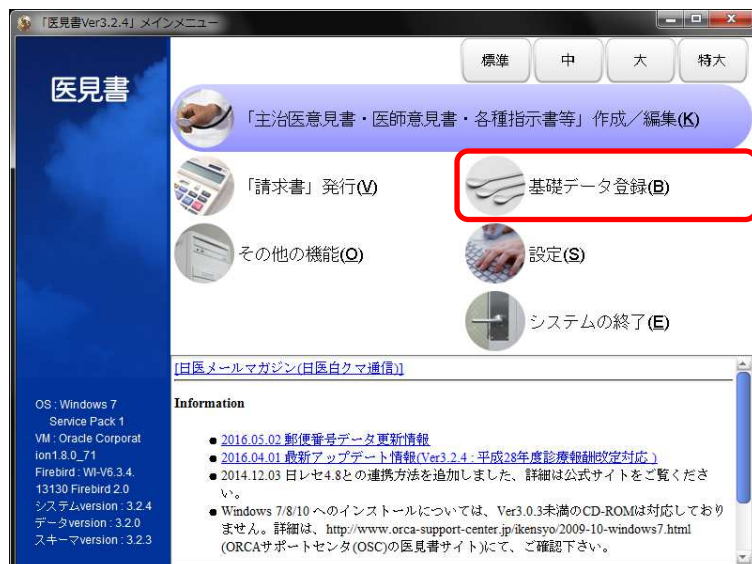 「医見書Ver3.2.4」メインメニュー
医見書
標準 中 大 特大
「主治医意見書・医師意見書・各種指示書等」作成／編集(K)
「請求書」発行(V)
基礎データ登録(B)
その他の機能(O)
設定(S)
システムの終了(E)
[日医メールマガジン(日医白クマ通信)]
Information
2016.05.02 郵便番号データ更新情報
2016.04.01 最新アップデート情報(Ver3.2.4 : 平成28年度診療報酬改定対応 )
2014.12.03 日レセ4.8との連携方法を追加しました、詳細は公式サイトをご覧くださ
い。
Windows 7/8/10 へのインストールについては、Ver3.0.3未満のCD-ROMは対応しており
ません。詳細は、http://www.orca-support-center.jp/ikensyo/2009-10-windows7.html
(ORCAサポートセンタ(OSC)の医見書サイト)にて、ご確認下さい。
OS : Windows 7
Service Pack 1
VM : Oracle Corporat
ion1.8.0_71
Firebird : WI-V6.3.4.
13130 Firebird 2.0
システムversion : 3.2.4
データversion : 3.2.0
スキーマversion : 3.2.3